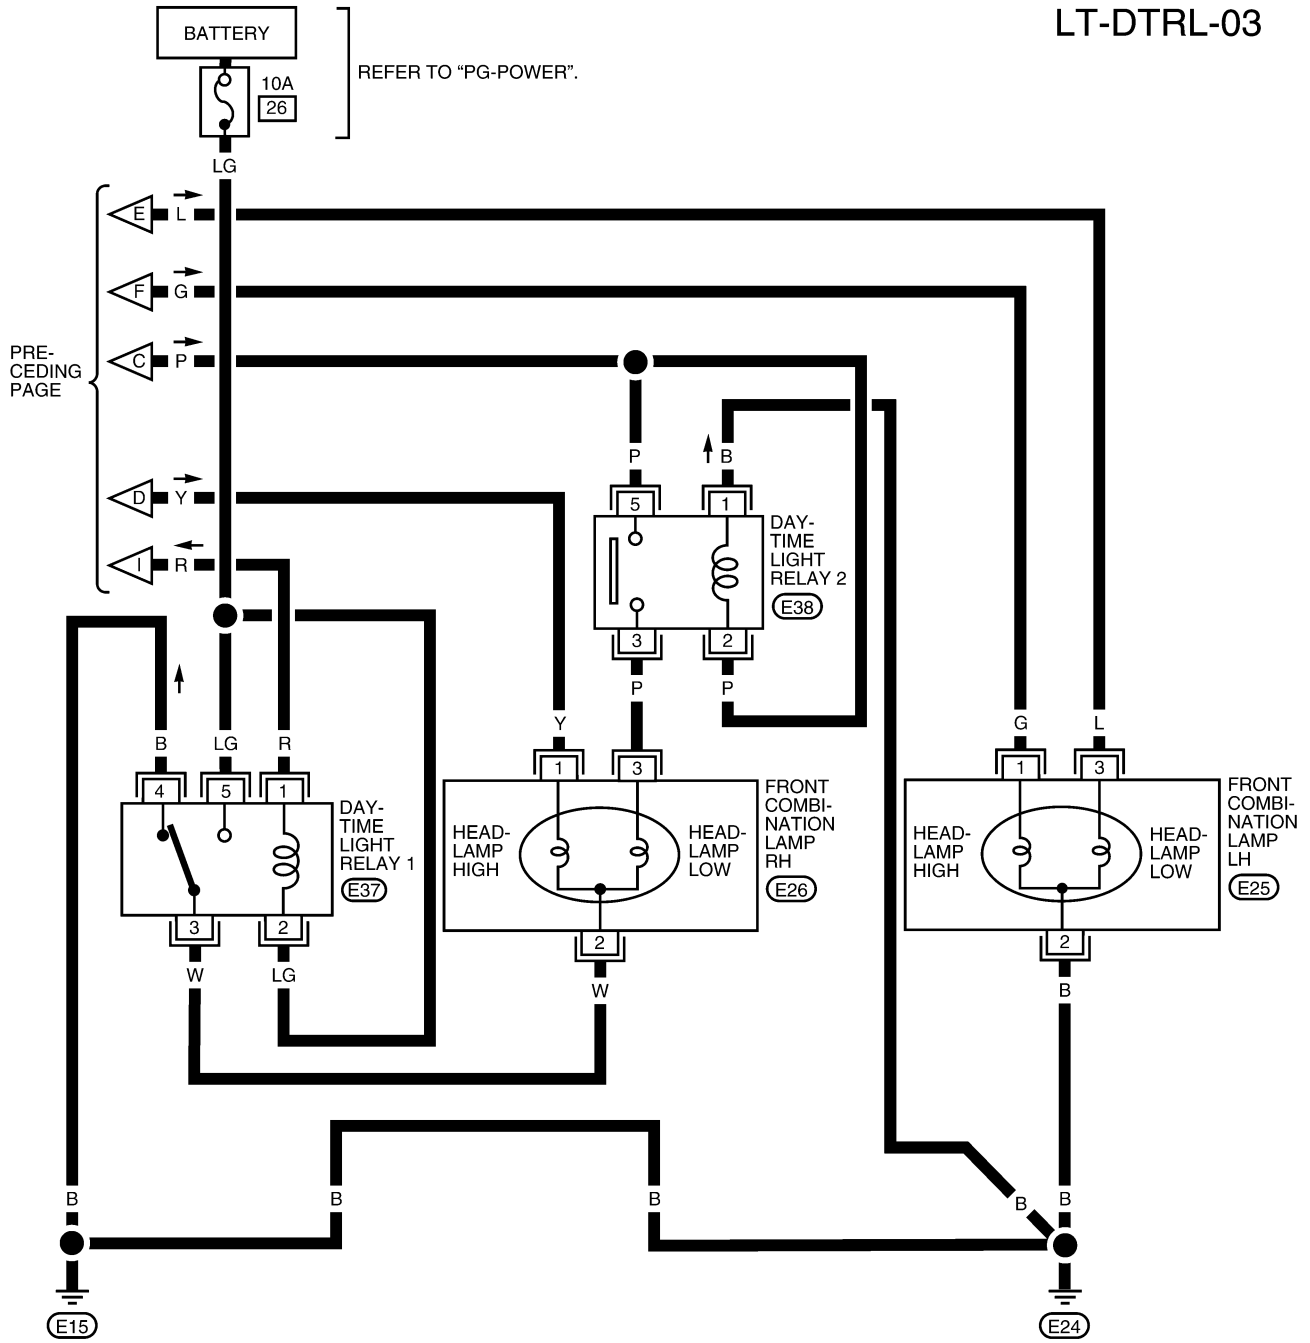 LT-DTRL-03
BATTERY
REFER TO “PG-POWER”.
10A
26
LG
E L
F G
C P
PRE-
CEDING
PAGE
D Y
I R
P
B
5
1
DAY-
TIME
LIGHT
RELAY 2
E38
3
2
P
P
Y
G
L
B
LG
R
4
5
1
DAY-
TIME
LIGHT
RELAY 1
E37
3
2
W
LG
1
3
HEAD-
LAMP
HIGH
HEAD-
LAMP
LOW
FRONT
COMBI-
NATION
LAMP
RH
E26
2
W
1
3
HEAD-
LAMP
HIGH
HEAD-
LAMP
LOW
FRONT
COMBI-
NATION
LAMP
LH
E25
2
B
B
B
B
B
B
E15
E24